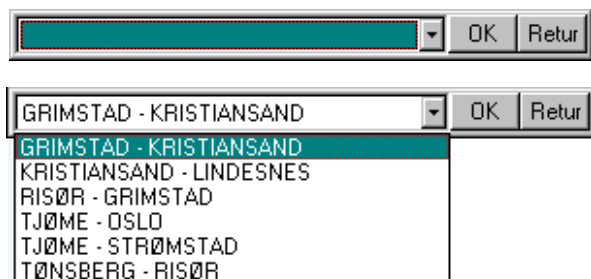 OK Retur
GRIMSTAD - KRISTIANSAND OK Retur
GRIMSTAD - KRISTIANSAND
KRISTIANSAND - LINDESNES
RISØR - GRIMSTAD
TJØME - OSLO
TJØME - STRØMSTAD
TØNSBERG - RISØR